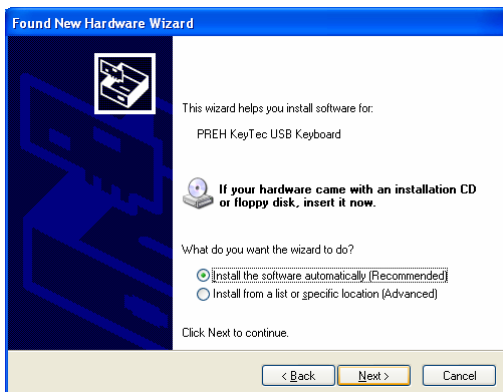 Found New Hardware Wizard
This wizard helps you install software for:
PREH KeyTec USB Keyboard
If your hardware came with an installation CD
or floppy disk, insert it now.
What do you want the wizard to do?
Install the software automatically (Recommended)
Install from a list or specific location (Advanced)
Click Next to continue.
< Back Next > Cancel